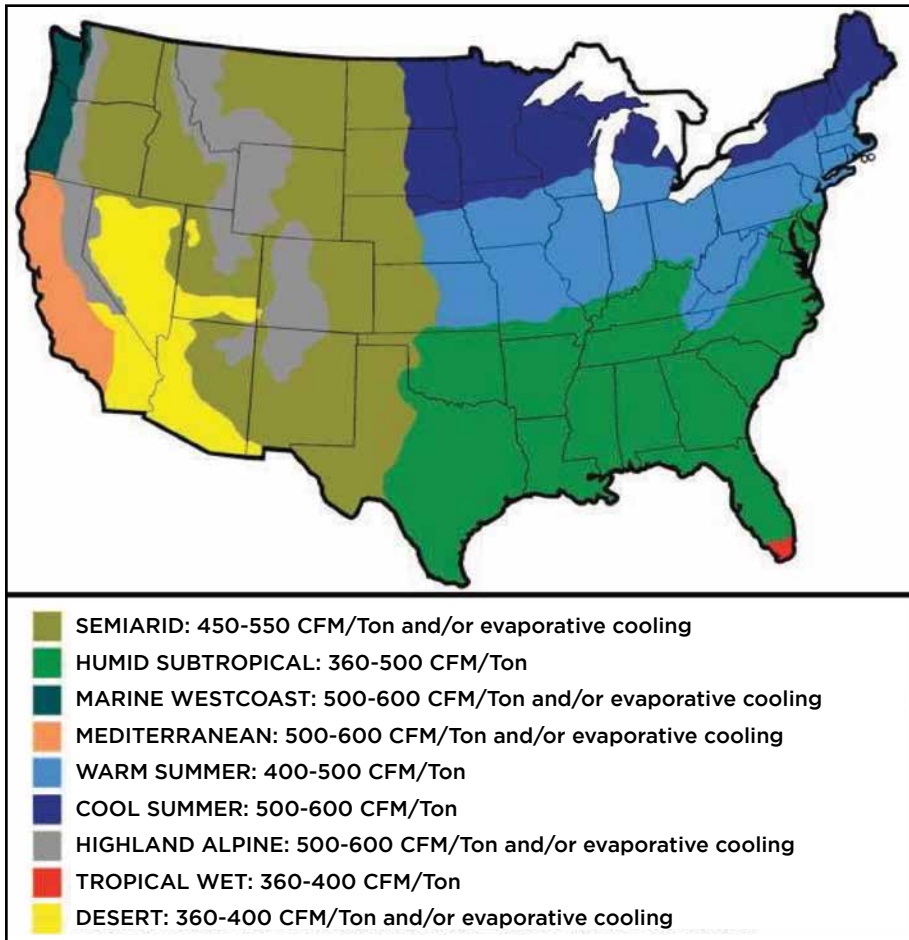 SEMIARID: 450-550 CFM/Ton and/or evaporative cooling
HUMID SUBTROPICAL: 360-500 CFM/Ton
MARINE WESTCOAST: 500-600 CFM/Ton and/or evaporative cooling
MEDITERRANEAN: 500-600 CFM/Ton and/or evaporative cooling
WARM SUMMER: 400-500 CFM/Ton
COOL SUMMER: 500-600 CFM/Ton
HIGHLAND ALPINE: 500-600 CFM/Ton and/or evaporative cooling
TROPICAL WET: 360-400 CFM/Ton
DESERT: 360-400 CFM/Ton and/or evaporative cooling